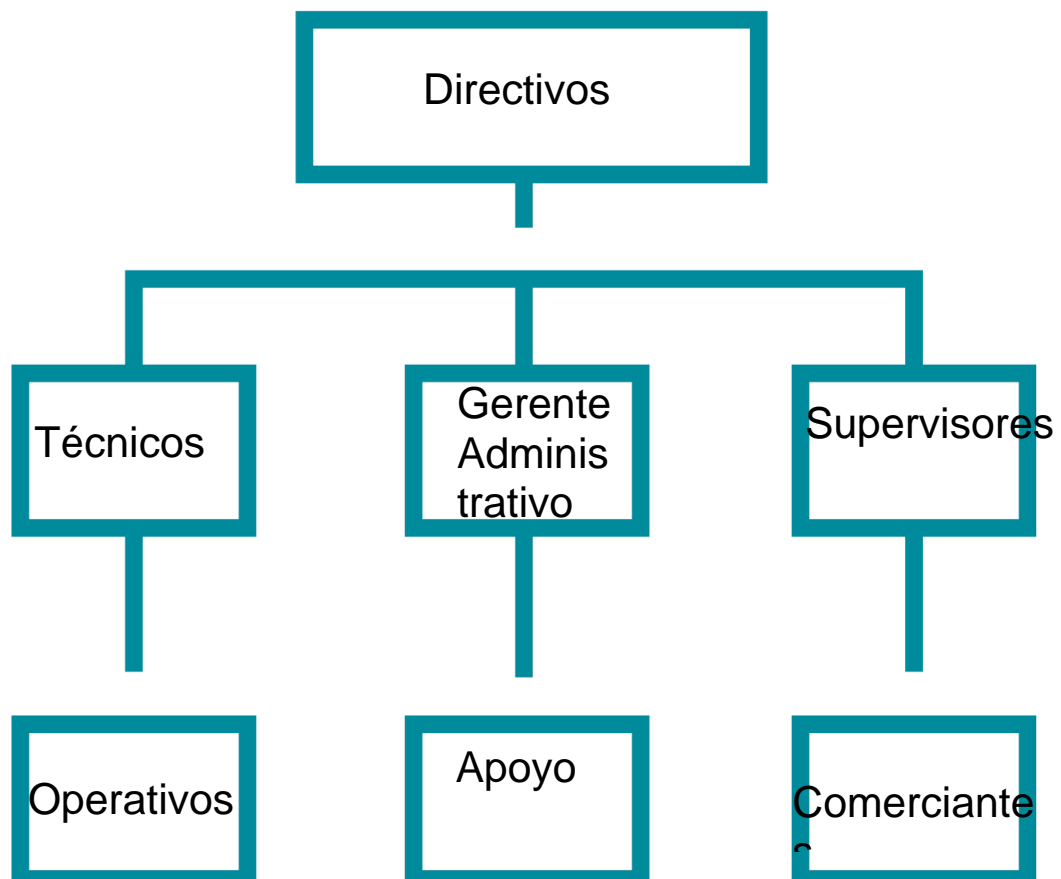 Directivos
Técnicos
Gerente
Adminis
trativo
Supervisores
Operativos
Apoyo
Comerciante
s